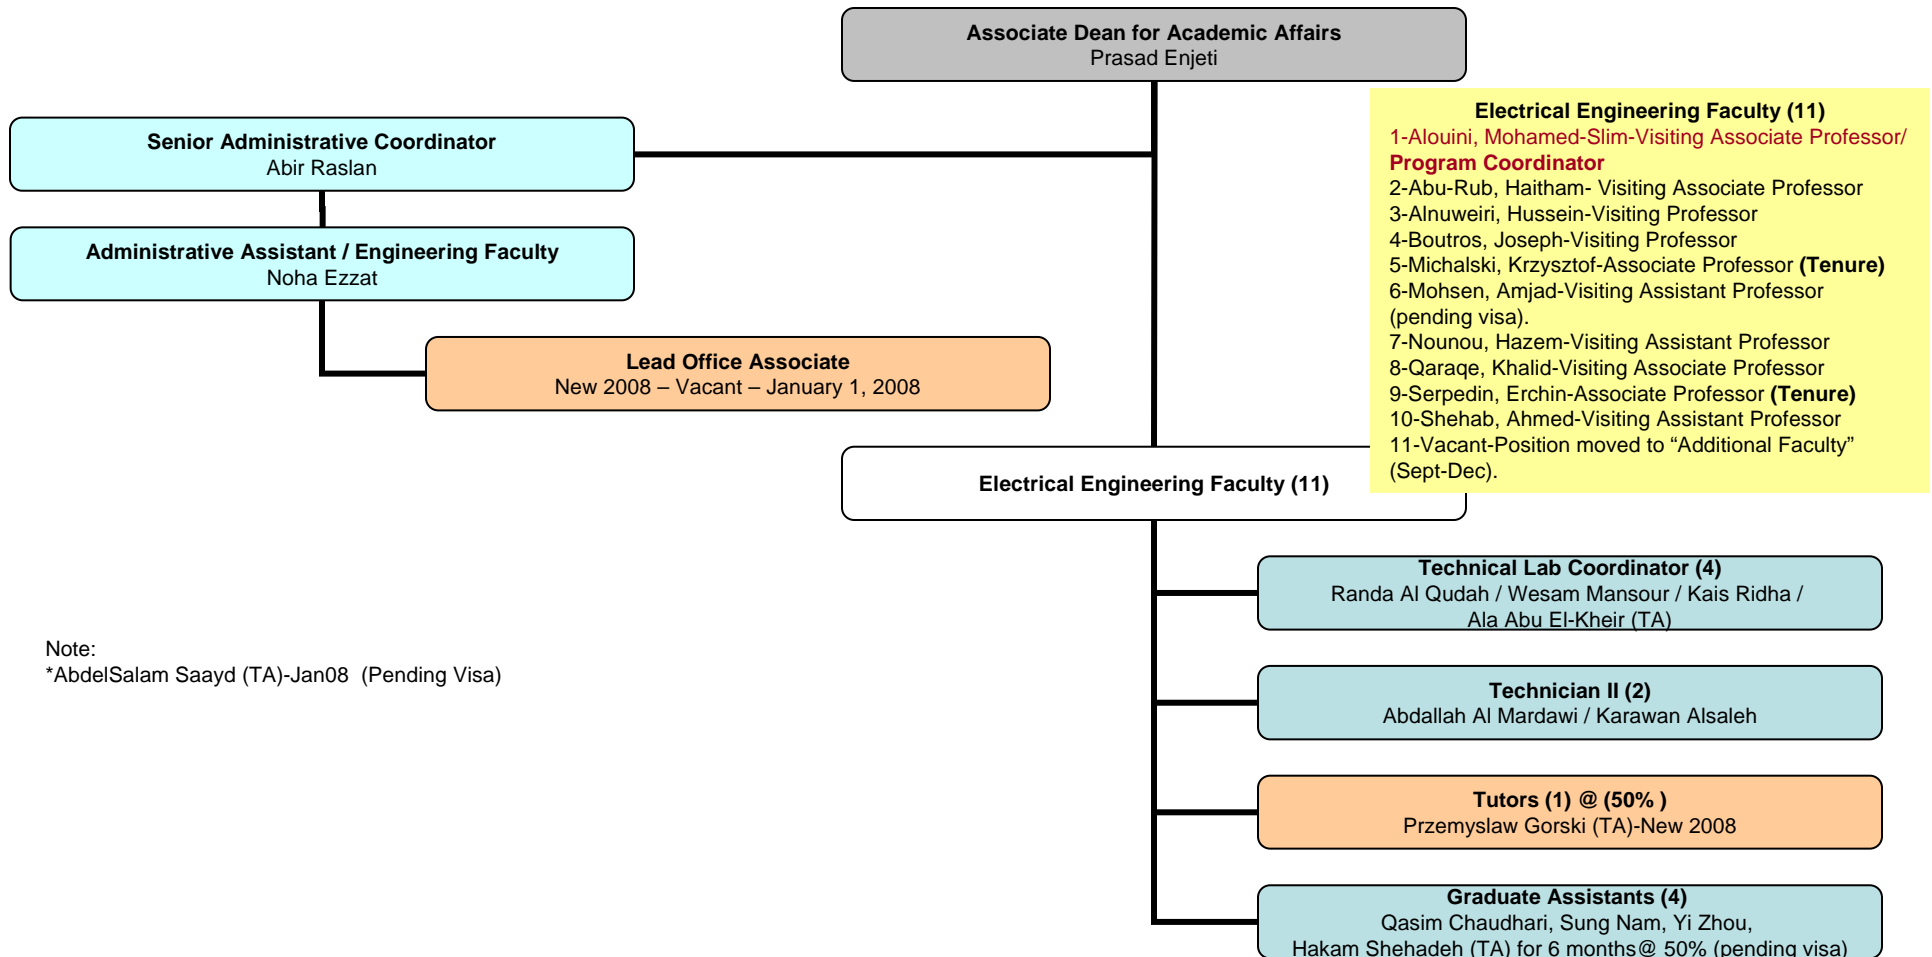 Associate Dean for Academic Affairs
Prasad Enjeti
Senior Administrative Coordinator
Abir Raslan
Administrative Assistant / Engineering Faculty
Noha Ezzat
Lead Office Associate
New 2008 – Vacant – January 1, 2008
Electrical Engineering Faculty (11)
1-Alouini, Mohamed-Slim-Visiting Associate Professor/
Program Coordinator
2-Abu-Rub, Haitham- Visiting Associate Professor
3-Alnuweiri, Hussein-Visiting Professor
4-Boutros, Joseph-Visiting Professor
5-Michalski, Krzysztof-Associate Professor (Tenure)
6-Mohsen, Amjad-Visiting Assistant Professor
(pending visa).
7-Nounou, Hazem-Visiting Assistant Professor
8-Qaraqe, Khalid-Visiting Associate Professor
9-Serpedin, Erchin-Associate Professor (Tenure)
10-Shehab, Ahmed-Visiting Assistant Professor
11-Vacant-Position moved to “Additional Faculty”
(Sept-Dec).
Electrical Engineering Faculty (11)
Technical Lab Coordinator (4)
Randa Al Qudah / Wesam Mansour / Kais Ridha /
Ala Abu El-Kheir (TA)
Note:
*AbdelSalam Saayd (TA)-Jan08 (Pending Visa)
Technician II (2)
Abdallah Al Mardawi / Karawan Alsaleh
Tutors (1) @ (50% )
Przemyslaw Gorski (TA)-New 2008
Graduate Assistants (4)
Qasim Chaudhari, Sung Nam, Yi Zhou,
Hakam Shehadeh (TA) for 6 months@ 50% (pending visa)